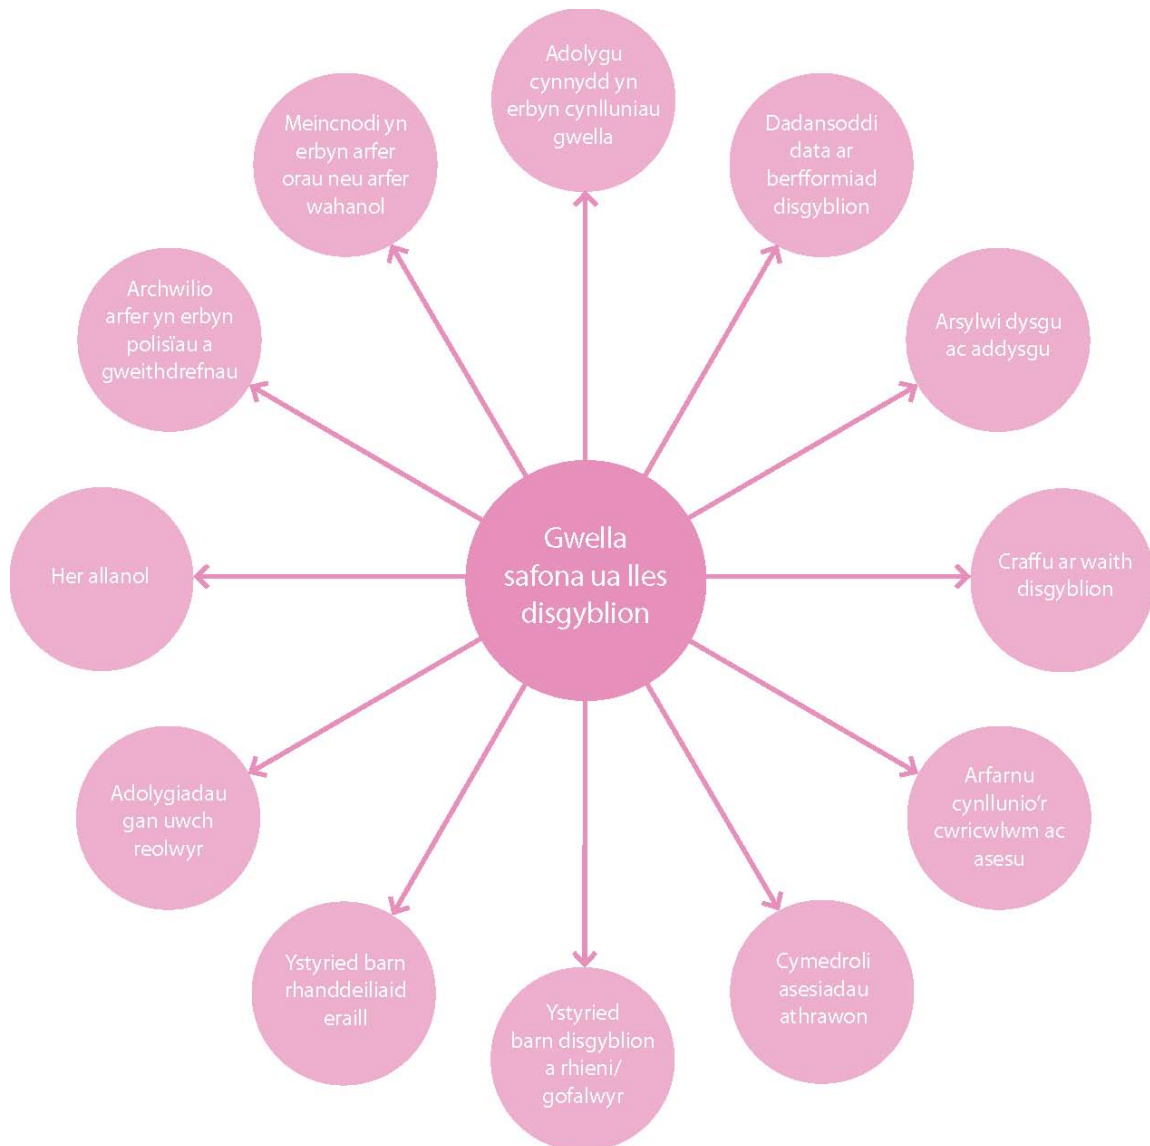 Adolygu
cynnydd yn
erbyn cynlluniau
gwella
Dadansoddi
data ar
berfformiad
disgyblion
Arsylwi dysgu
ac addysgu
Craffu ar waith
disgyblion
Arfarnu
cynllunio'r
cwricwlwm ac
asesu
Cymedroli
asesiadau
athrawon
Ystyried
barn disgyblion
a rhieni/
gofalwyr
Ystyried barn
rhanddeiliaid
eraill
Adolygiadau
gan uwch
reolwyr
Her allanol
Archwilio
arfer yn erbyn
polisïau a
gweithdrefnau
Meincnodi yn
erbyn arfer
orau neu arfer
wahanol
Gwella
safona ua lles
disgyblion